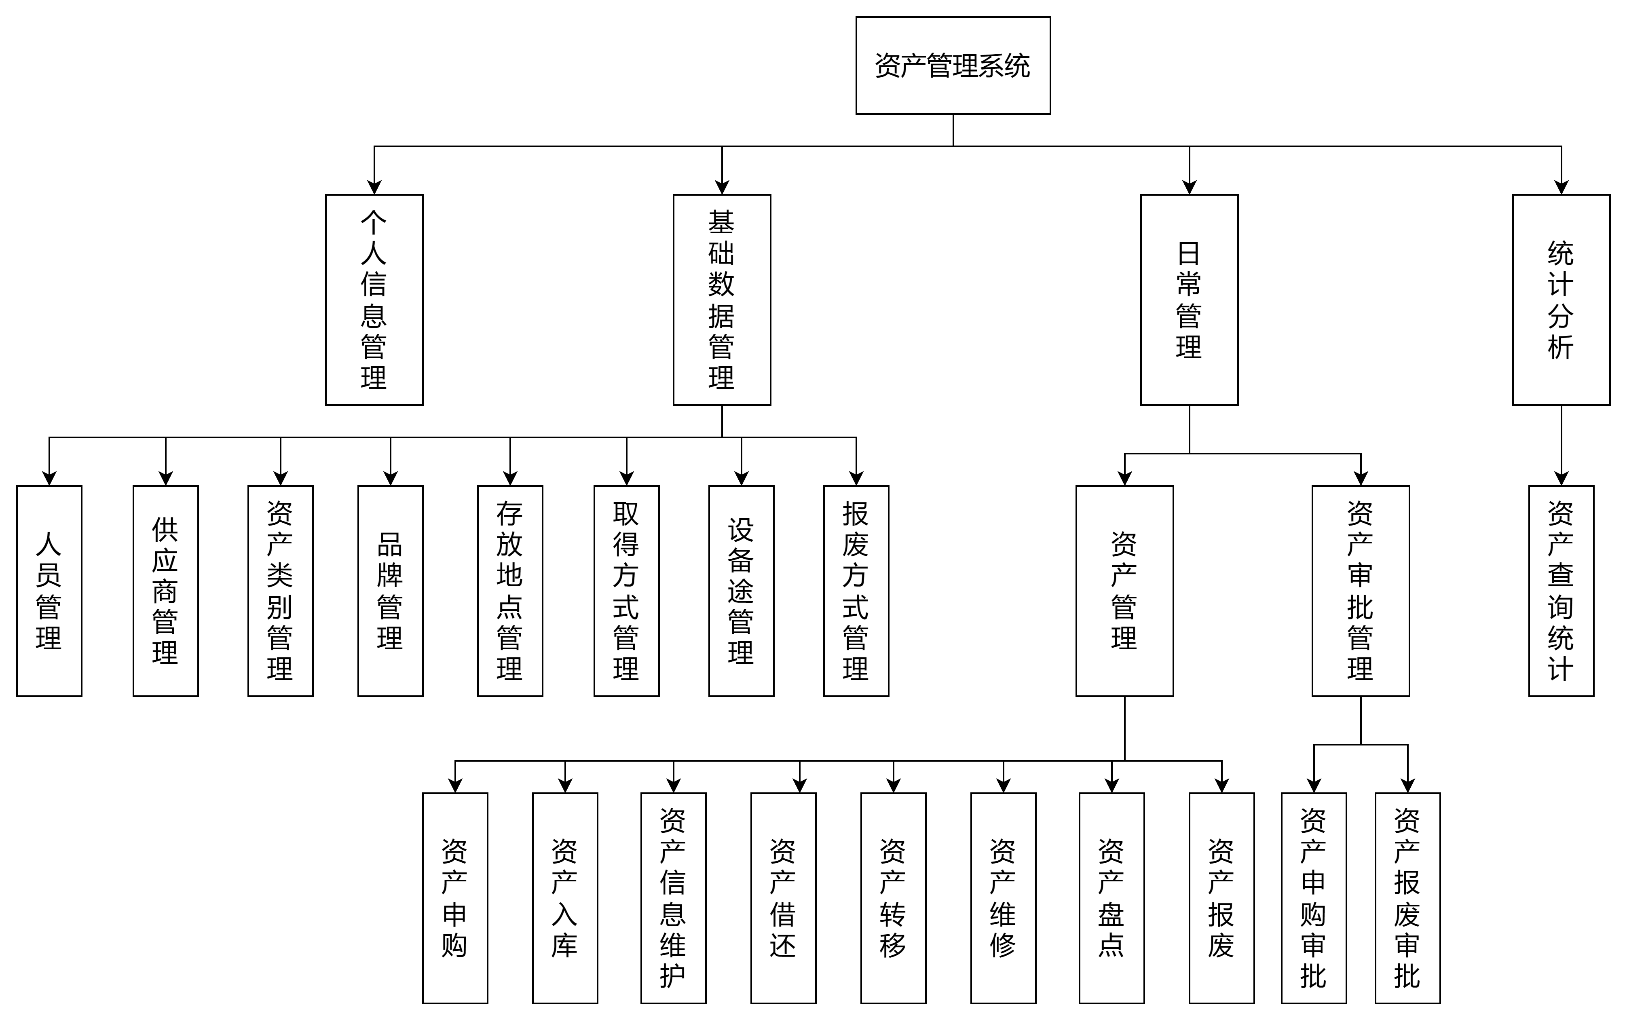 资产管理系统
个人信息管理
基础数据管理
日常管理
统计分析
人员管理
供应商管理
资产类别管理
品牌管理
存放地点管理
取得方式管理
设备途管理
报废方式管理
资产管理
资产审批管理
资产查询统计
资产申购
资产入库
资产信息维护
资产借还
资产转移
资产维修
资产盘点
资产报废
资产申购审批
资产报废审批